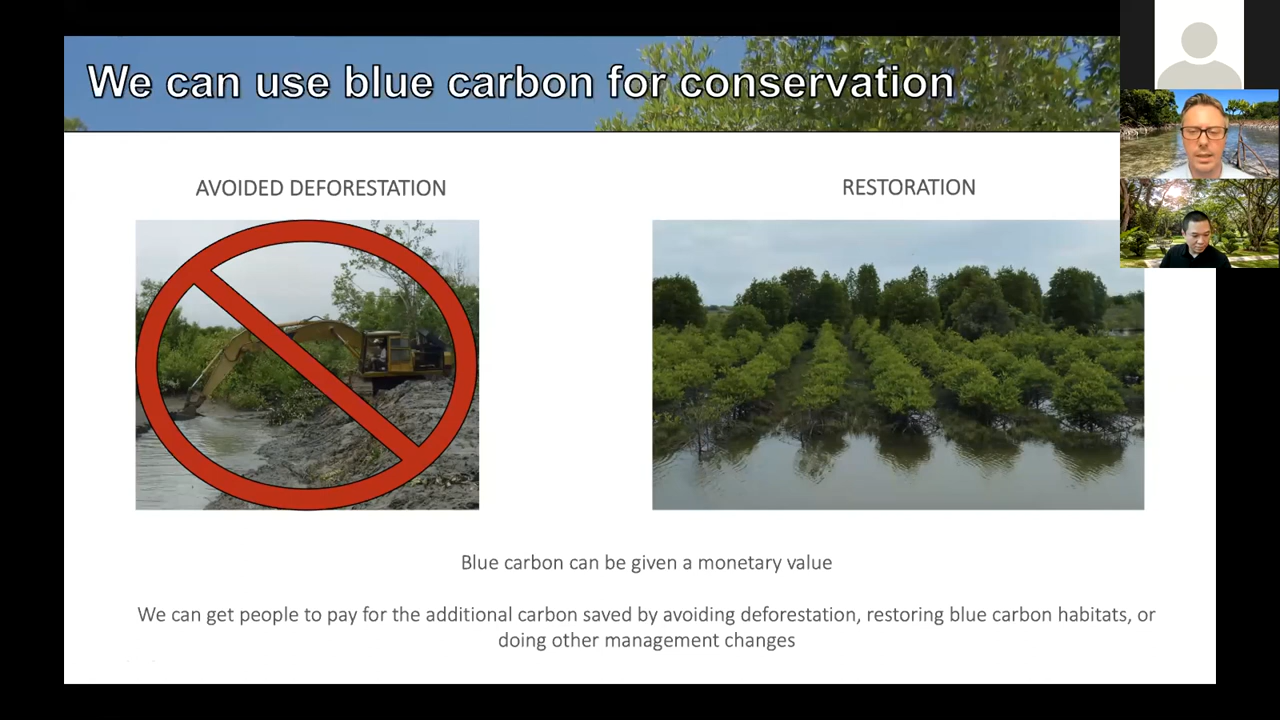 We can use blue carbon for conservation
AVOIDED DEFORESTATION
RESTORATION
Blue carbon can be given a monetary value
We can get people to pay for the additional carbon saved by avoiding deforestation, restoring blue carbon habitats, or
doing other management changes